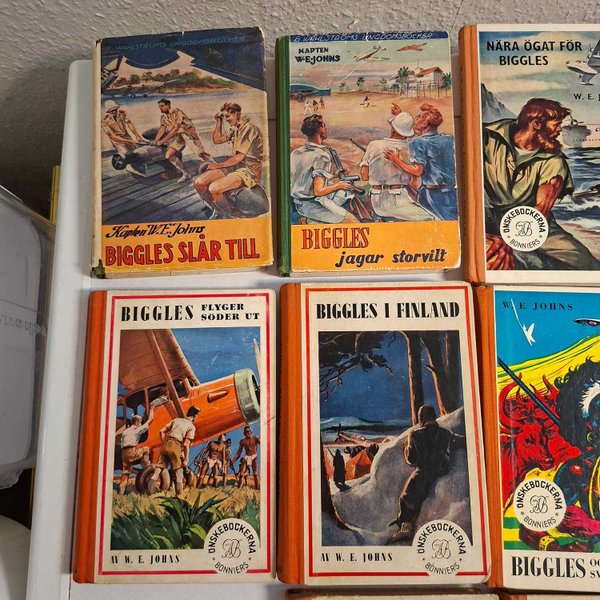 B. WAHLSTRÖMS UNGDOMSBÖCKER
Kapten W.E. Johns
BIGGLES SLÅR TILL
B. WAHLSTRÖMS UNGDOMSBÖCKER
KAPTEN
W.E. JOHNS
BIGGLES
jagar storvilt
NÄRA ÖGAT FÖR
BIGGLES
W. E.
ÖNSKEBÖCKERNA
BONNIERS
BIGGLES FLYGER
SÖDER UT
ÖNSKEBÖCKERNA
BONNIERS
AV W. E. JOHNS
BIGGLES I FINLAND
ÖNSKEBÖCKERNA
BONNIERS
AV W. E. JOHNS
W. E. JOHNS
ÖNSKEBÖCKERNA
BONNIERS
BIGGLES